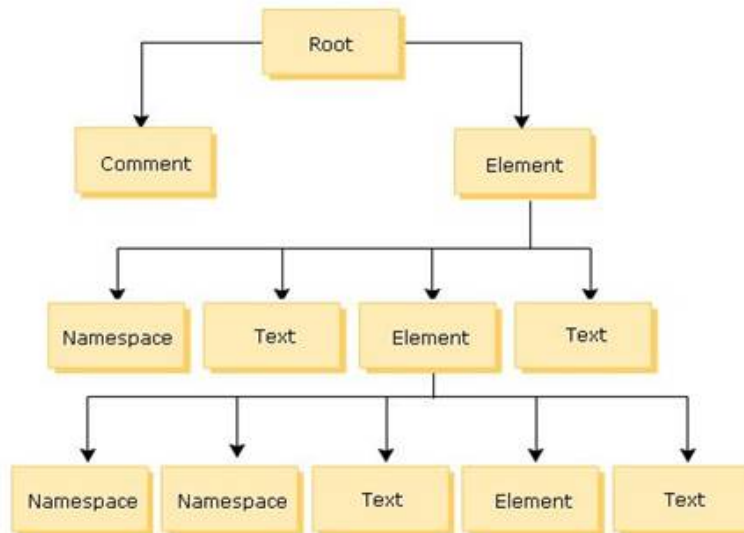 Root
Comment
Element
Namespace
Text
Element
Text
Namespace
Namespace
Text
Element
Text